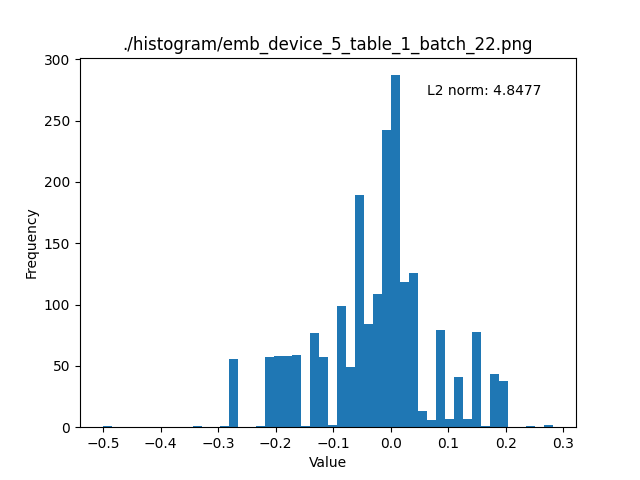 ./histogram/emb_device_5_table_1_batch_22.png
L2 norm: 4.8477
300
250
200
150
100
50
0
Frequency
−0.5 −0.4 −0.3 −0.2 −0.1 0.0 0.1 0.2 0.3
Value